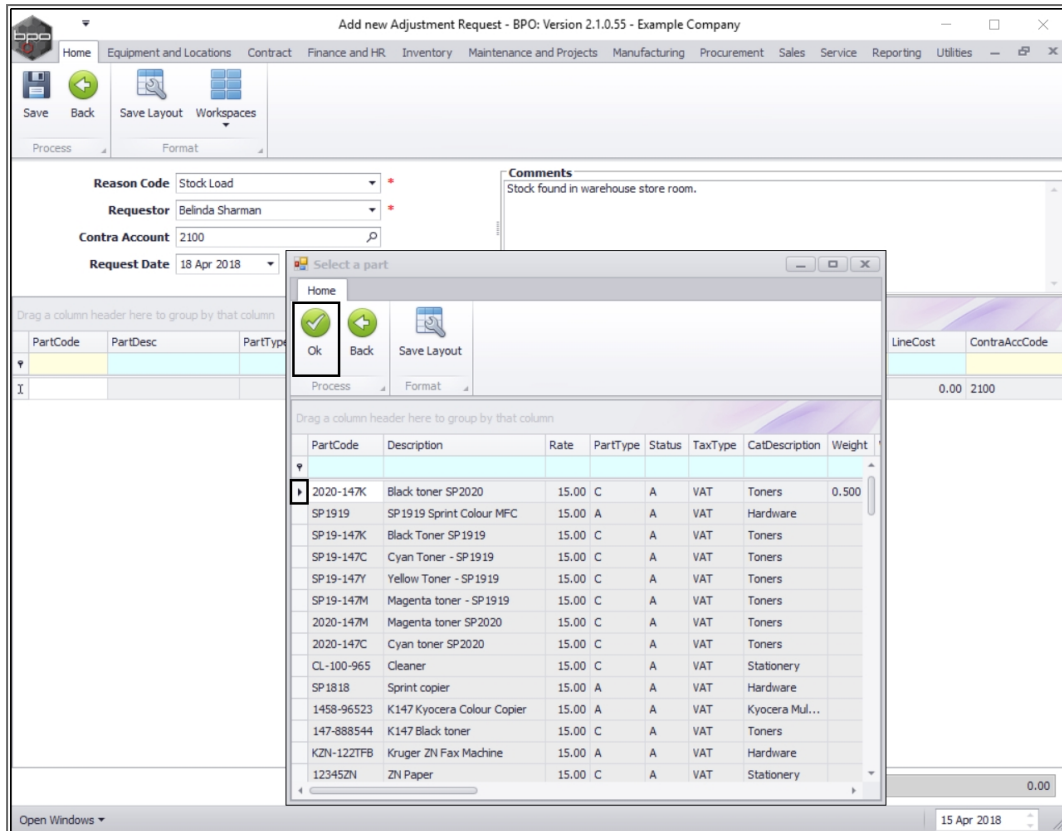 bpo
Add new Adjustment Request - BPO: Version 2.1.0.55 - Example Company
Home Equipment and Locations Contract Finance and HR Inventory Maintenance and Projects Manufacturing Procurement Sales Service Reporting Utilities
Save Back Save Layout Workspaces
Process Format
Reason Code Stock Load *
Requestor Belinda Sharman *
Contra Account 2100
Request Date 18 Apr 2018
Comments
Stock found in warehouse store room.
Drag a column header here to group by that column
PartCode PartDesc PartType LineCost ContraAccCode
0.00 2100
Select a part
Home
Ok Back Save Layout
Process Format
Drag a column header here to group by that column
PartCode Description Rate PartType Status TaxType CatDescription Weight
2020-147K Black toner SP2020 15.00 C A VAT Toners 0.500
SP1919 SP1919 Sprint Colour MFC 15.00 A A VAT Hardware
SP19-147K Black Toner SP1919 15.00 C A VAT Toners
SP19-147C Cyan Toner - SP1919 15.00 C A VAT Toners
SP19-147Y Yellow Toner - SP1919 15.00 C A VAT Toners
SP19-147M Magenta toner - SP1919 15.00 C A VAT Toners
2020-147M Magenta toner SP2020 15.00 C A VAT Toners
2020-147C Cyan toner SP2020 15.00 C A VAT Toners
CL-100-965 Cleaner 15.00 C A VAT Stationery
SP1818 Sprint copier 15.00 A A VAT Hardware
1458-96523 K147 Kyocera Colour Copier 15.00 A A VAT Kyocera Mul...
147-888544 K147 Black toner 15.00 C A VAT Toners
KZN-122TFB Kruger ZN Fax Machine 15.00 A A VAT Hardware
12345ZN ZN Paper 15.00 C A VAT Stationery
0.00
Open Windows 15 Apr 2018